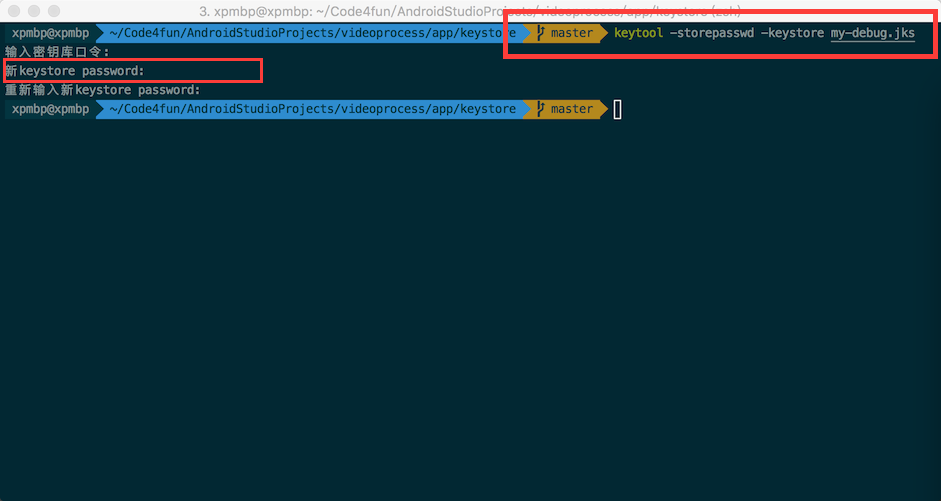 3. xpmbp@xpmbp: ~/Code4fun/AndroidStudioProjects/videoprocess/app/keystore (zsh)
xpmbp@xpmbp ~/Code4fun/AndroidStudioProjects/videoprocess/app/keystore master keytool -storepasswd -keystore my-debug.jks
输入密钥库口令:
新keystore password:
重新输入新keystore password:
xpmbp@xpmbp ~/Code4fun/AndroidStudioProjects/videoprocess/app/keystore master